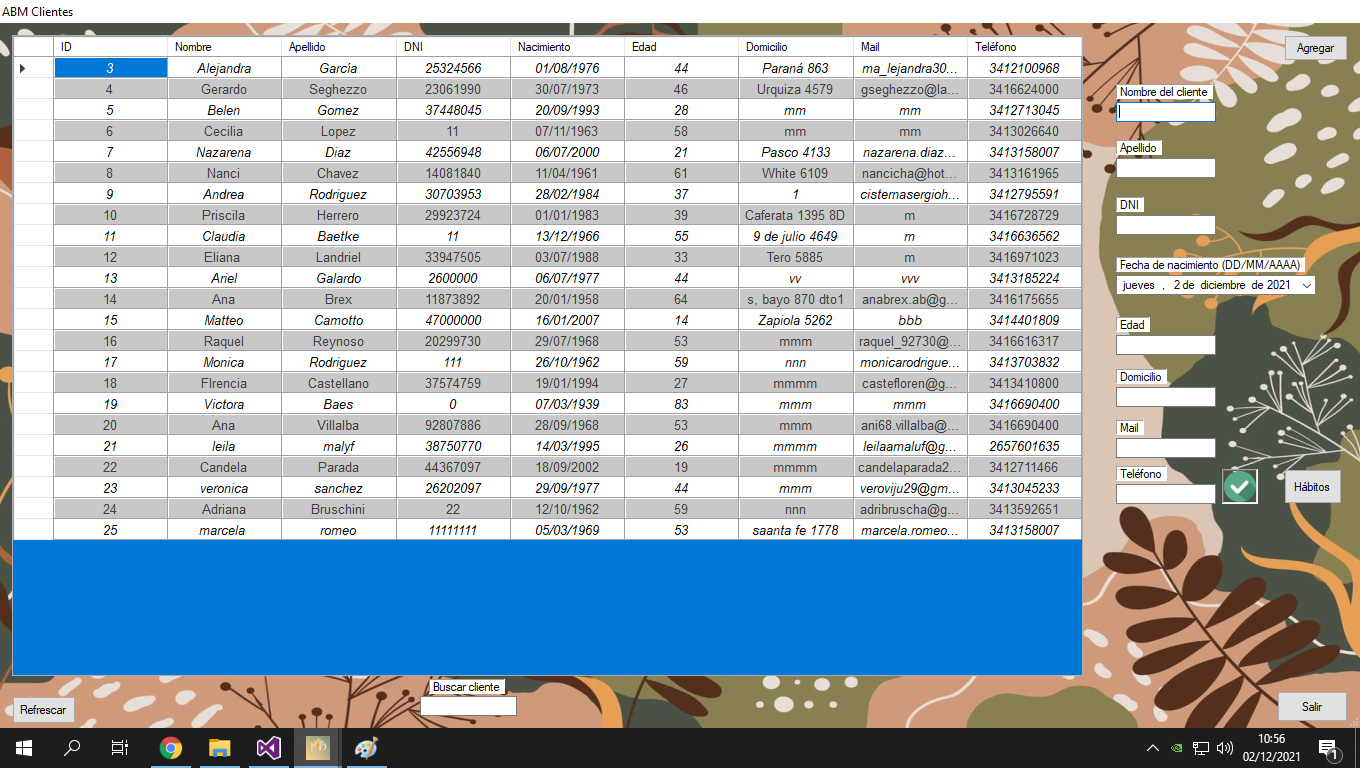 ABM Clientes
ID Nombre Apellido DNI Nacimiento Edad Domicilio Mail Teléfono
3 Alejandra García 25324566 01/08/1976 44 Paraná 863 ma_lejandra30... 3412100968
4 Gerardo Seghezzo 23061990 30/07/1973 46 Urquiza 4579 gseghezzo@la... 3416624000
5 Belen Gomez 37448045 20/09/1993 28 mm mm 3412713045
6 Cecilia Lopez 11 07/11/1963 58 mm mm 3413026640
7 Nazarena Diaz 42556948 06/07/2000 21 Pasco 4133 nazarena.diaz... 3413158007
8 Nanci Chavez 14081840 11/04/1961 61 White 6109 nancicha@hot... 3413161965
9 Andrea Rodriguez 30703953 28/02/1984 37 1 cisternasergioh... 3412795591
10 Priscila Herrero 29923724 01/01/1983 39 Caferata 1395 8D m 3416728729
11 Claudia Baetke 11 13/12/1966 55 9 de julio 4649 m 3416636562
12 Eliana Landriel 33947505 03/07/1988 33 Tero 5885 m 3416971023
13 Ariel Galardo 2600000 06/07/1977 44 vv vvv 3413185224
14 Ana Brex 11873892 20/01/1958 64 s, bayo 870 dto1 anabrex.ab@g... 3416175655
15 Matteo Camotto 47000000 16/01/2007 14 Zapiola 5262 bbb 3414401809
16 Raquel Reynoso 20299730 29/07/1968 53 mmm raquel_92730@... 3416616317
17 Monica Rodriguez 111 26/10/1962 59 nnn monicarodrigue... 3413703832
18 Flrencia Castellano 37574759 19/01/1994 27 mmmm castefloren@g... 3413410800
19 Victora Baes 0 07/03/1939 83 mmm mmm 3416690400
20 Ana Villalba 92807886 28/09/1968 53 mmm ani68.villalba@... 3416690400
21 leila malyf 38750770 14/03/1995 26 mmmm leilaamaluf@g... 2657601635
22 Candela Parada 44367097 18/09/2002 19 mmmm candelaparada2... 3412711466
23 veronica sanchez 26202097 29/09/1977 44 mmm veroviju29@gm... 3413045233
24 Adriana Bruschini 22 12/10/1962 59 nnn adribruscha@g... 3413592651
25 marcela romeo 11111111 05/03/1969 53 saanta fe 1778 marcela.romeo... 3413158007
Agregar
Nombre del cliente
Apellido
DNI
Fecha de nacimiento (DD/MM/AAAA)
jueves , 2 de diciembre de 2021
Edad
Domicilio
Mail
Teléfono
Hábitos
Buscar cliente
Refrescar
Salir
10:56
02/12/2021
1